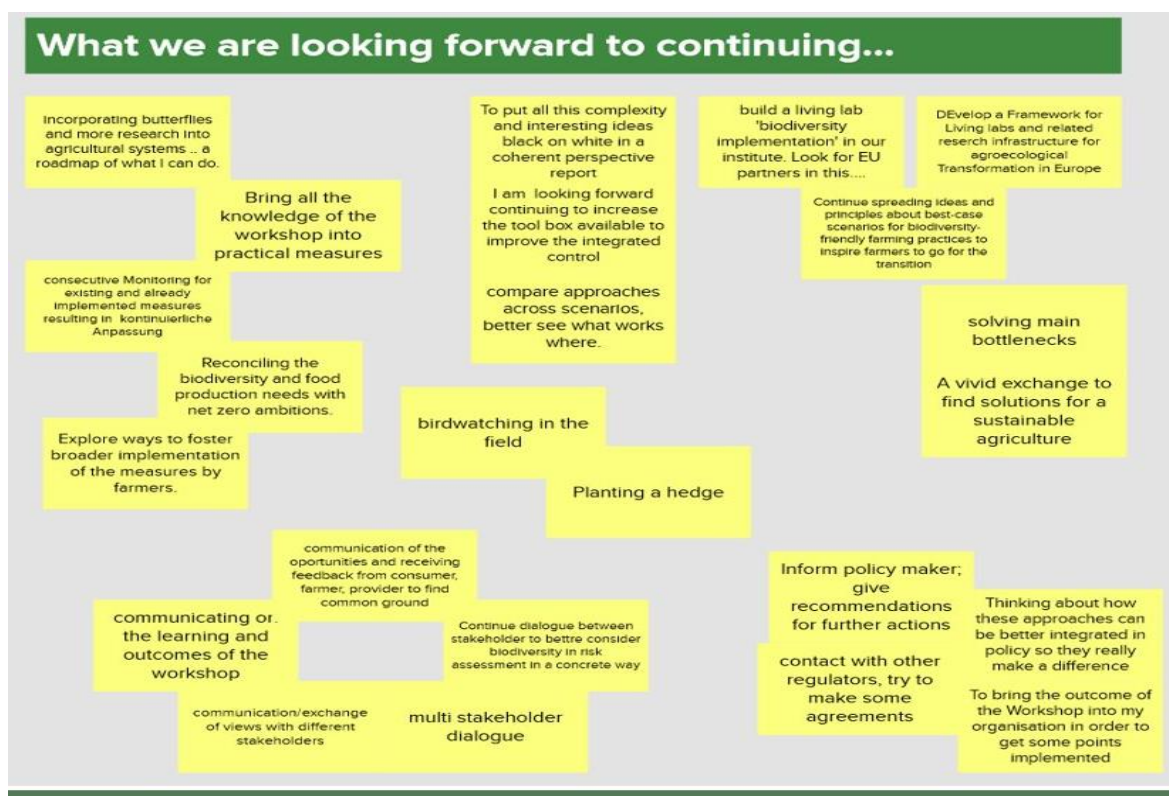 What we are looking forward to continuing...
Incorporating butterflies
and more research into
agricultural systems .. a
roadmap of what I can do.
Bring all the
knowledge of the
workshop into
practical measures
consecutive Monitoring for
existing and already
implemented measures
resulting in kontinuierliche
Anpassung
Reconciling the
biodiversity and food
production needs with
net zero ambitions.
Explore ways to foster
broader implementation
of the measures by
farmers.
To put all this complexity
and interesting ideas
black on white in a
coherent perspective
report
I am looking forward
continuing to increase
the tool box available to
improve the integrated
control
compare approaches
across scenarios,
better see what works
where.
build a living lab
'biodiversity
implementation' in our
institute. Look for EU
partners in this....
DEvelop a Framework for
Living labs and related
reserch infrastructure for
agroecological
Transformation in Europe
Continue spreading ideas and
principles about best-case
scenarios for biodiversity-
friendly farming practices to
inspire farmers to go for the
transition
solving main
bottlenecks
A vivid exchange to
find solutions for a
sustainable
agriculture
birdwatching in the
field
Planting a hedge
communication of the
oportunities and receiving
feedback from consumer,
farmer, provider to find
common ground
communicating
the learning and
outcomes of the
workshop
Continue dialogue between
stakeholder to bettre consider
biodiversity in risk
assessment in a concrete way
communication/exchange
of views with different
stakeholders
multi stakeholder
dialogue
Inform policy maker;
give
recommendations
for further actions
contact with other
regulators, try to
make some
agreements
Thinking about how
these approaches can
be better integrated in
policy so they really
make a difference
To bring the outcome of
the Workshop into my
organisation in order to
get some points
implemented